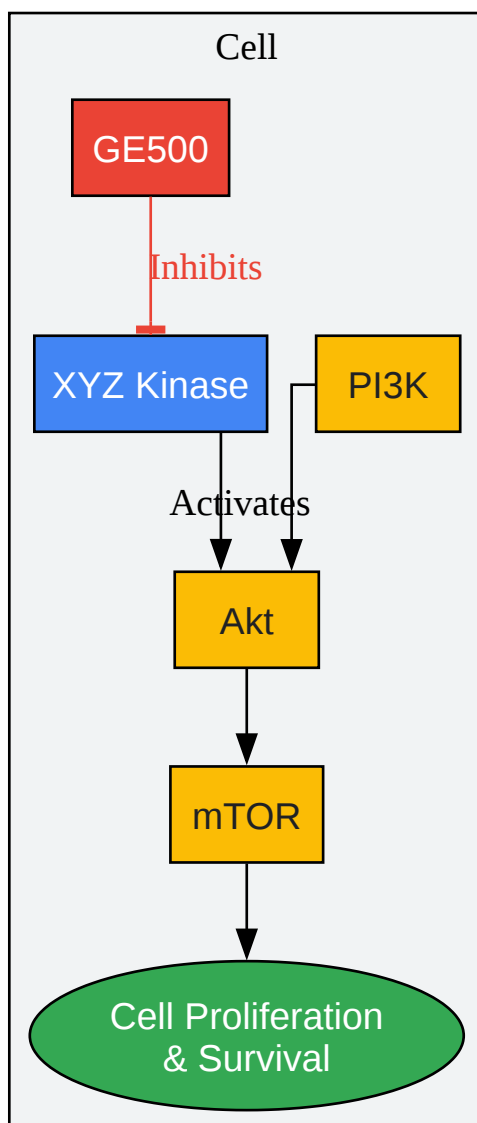 Cell
GE500
Inhibits
XYZ Kinase
PI3K
Activates
Akt
mTOR
Cell Proliferation
& Survival